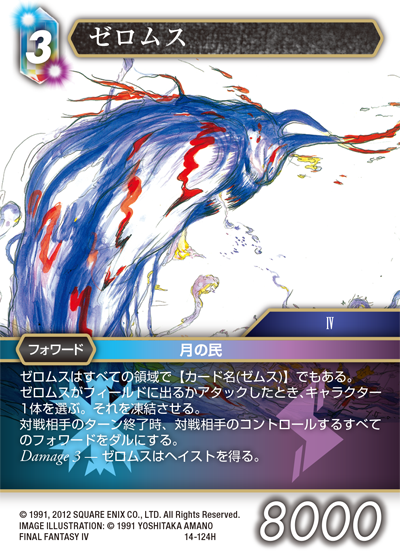 3
ゼロムス
IV
フォワード
月の民
ゼロムスはすべての領域で【カード名(ゼムス)】でもある。
ゼロムスがフィールドに出るかアタックしたとき、キャラクター
1体を選ぶ。それを凍結させる。
対戦相手のターン終了時、対戦相手のコントロールするすべて
のフォワードをダルにする。
Damage 3 — ゼロムスはヘイストを得る。
© 1991, 2012 SQUARE ENIX CO., LTD. All Rights Reserved.
IMAGE ILLUSTRATION: © 1991 YOSHITAKA AMANO
FINAL FANTASY IV
14-124H
8000